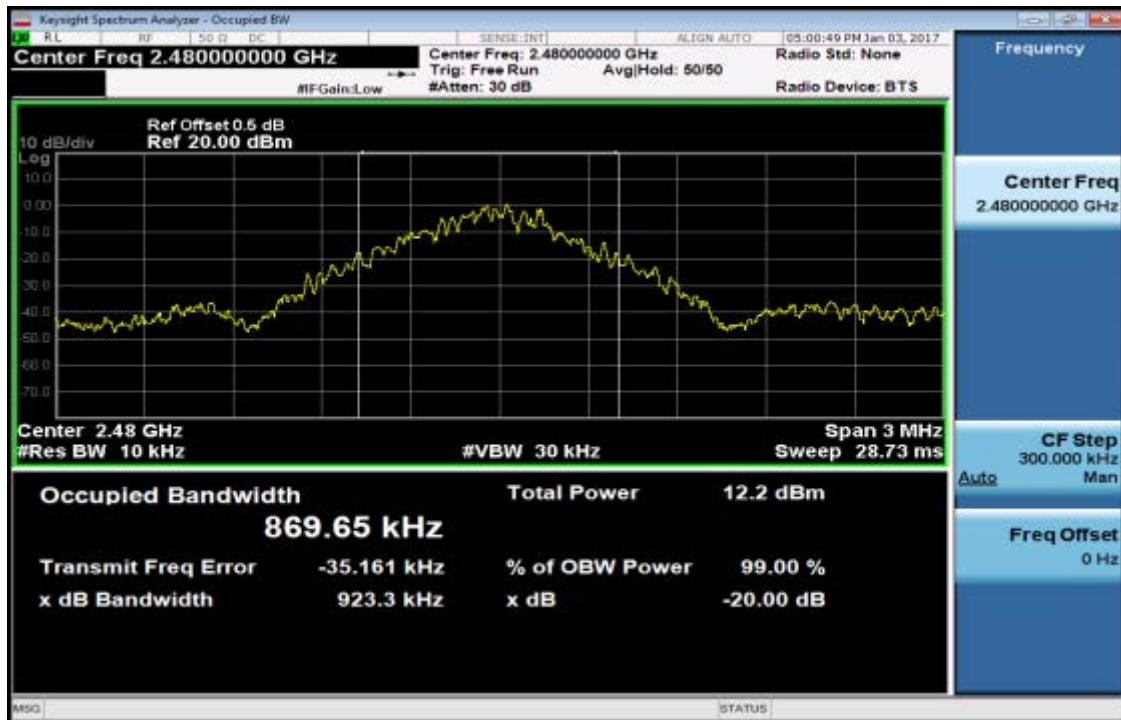 Keysight Spectrum Analyzer - Occupied BW
RL RF 50 Ω DC SENSE:INT ALIGN AUTO 05:00:49 PM Jan 03, 2017
Center Freq 2.480000000 GHz
Center Freq: 2.480000000 GHz
Radio Std: None
Trig: Free Run Avg|Hold: 50/50
#IFGain:Low
#Atten: 30 dB
Radio Device: BTS
Ref Offset 0.5 dB
10 dB/div Ref 20.00 dBm
Log
10.0
0.00
-10.0
-20.0
-30.0
-40.0
-50.0
-60.0
-70.0
Center 2.48 GHz Span 3 MHz
#Res BW 10 kHz #VBW 30 kHz Sweep 28.73 ms
Occupied Bandwidth Total Power 12.2 dBm
869.65 kHz
Transmit Freq Error -35.161 kHz % of OBW Power 99.00 %
x dB Bandwidth 923.3 kHz x dB -20.00 dB
MSG STATUS
Frequency
Center Freq
2.480000000 GHz
CF Step
300.000 kHz
Auto Man
Freq Offset
0 Hz